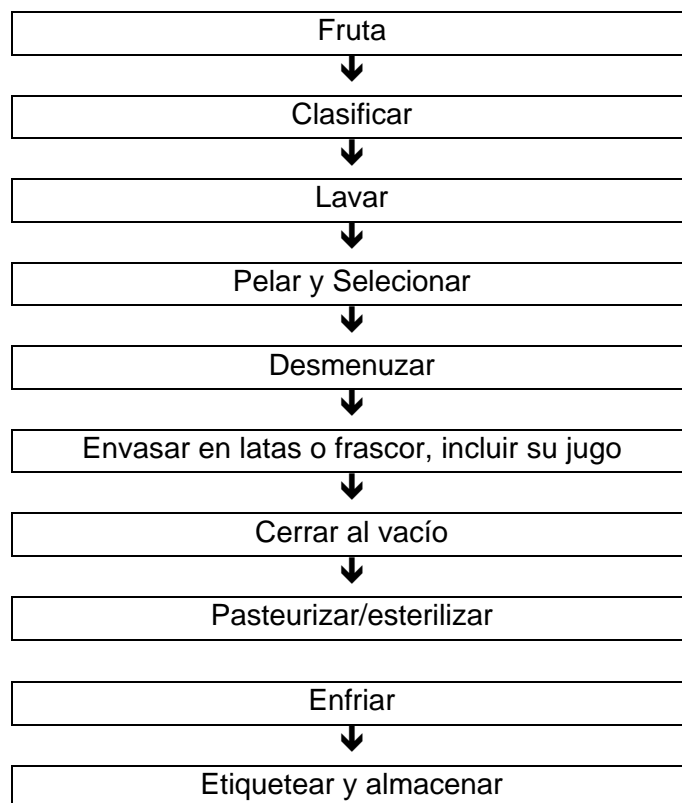 Fruta
Clasificar
Lavar
Pelar y Selecionar
Desmenuzar
Envasar en latas o frascor, incluir su jugo
Cerrar al vacío
Pasteurizar/esterilizar
Enfriar
Etiquetear y almacenar